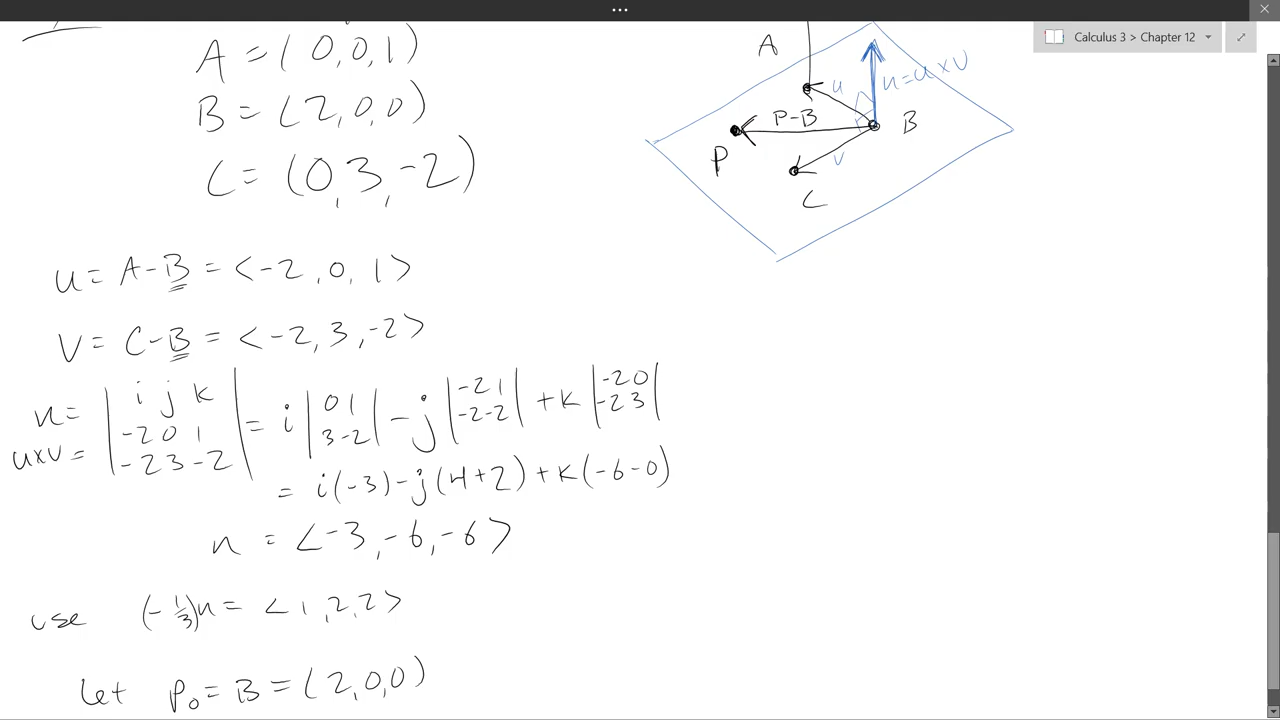 ...
Calculus 3 > Chapter 12
A = (0,0,1)
B = (2,0,0)
C = (0,3,-2)
A
u
n=u×v
P-B
B
P
v
C
u = A-B = <-2,0,1>
v = C-B = <-2,3,-2>
n= | i j k | = i | 0 1 | -j | -2 1 | +k | -2 0 |
u×v = | -2 0 1 | | 3 -2 | | -2 -2 | | -2 3 |
| -2 3 -2 |
= i(-3)-j(4+2)+k(-6-0)
n = <-3,-6,-6>
use (-1/3)n = <1,2,2>
Let P₀ = B = (2,0,0)